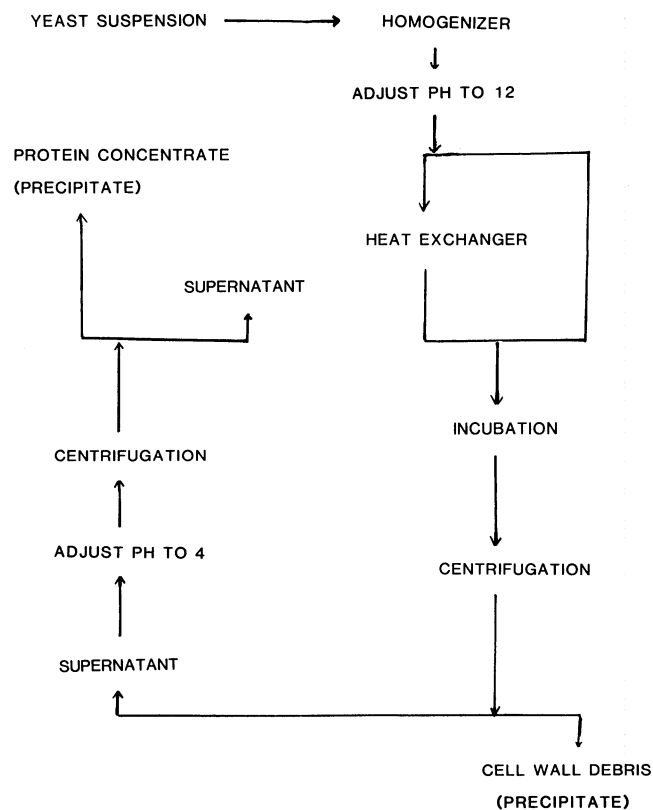 YEAST SUSPENSION
HOMOGENIZER
ADJUST PH TO 12
HEAT EXCHANGER
INCUBATION
CENTRIFUGATION
CELL WALL DEBRIS
(PRECIPITATE)
SUPERNATANT
ADJUST PH TO 4
CENTRIFUGATION
SUPERNATANT
PROTEIN CONCENTRATE
(PRECIPITATE)